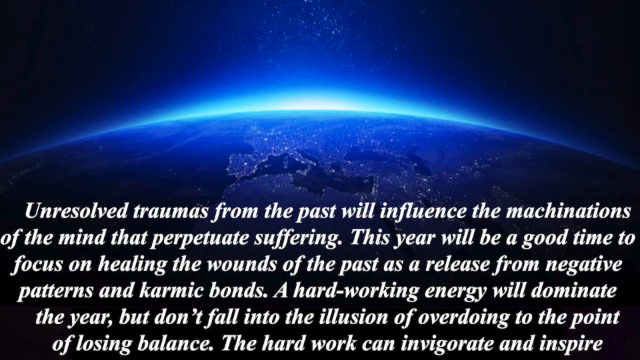 Unresolved traumas from the past will influence the machinations
of the mind that perpetuate suffering. This year will be a good time to
focus on healing the wounds of the past as a release from negative
patterns and karmic bonds. A hard-working energy will dominate
the year, but don’t fall into the illusion of overdoing to the point
of losing balance. The hard work can invigorate and inspire